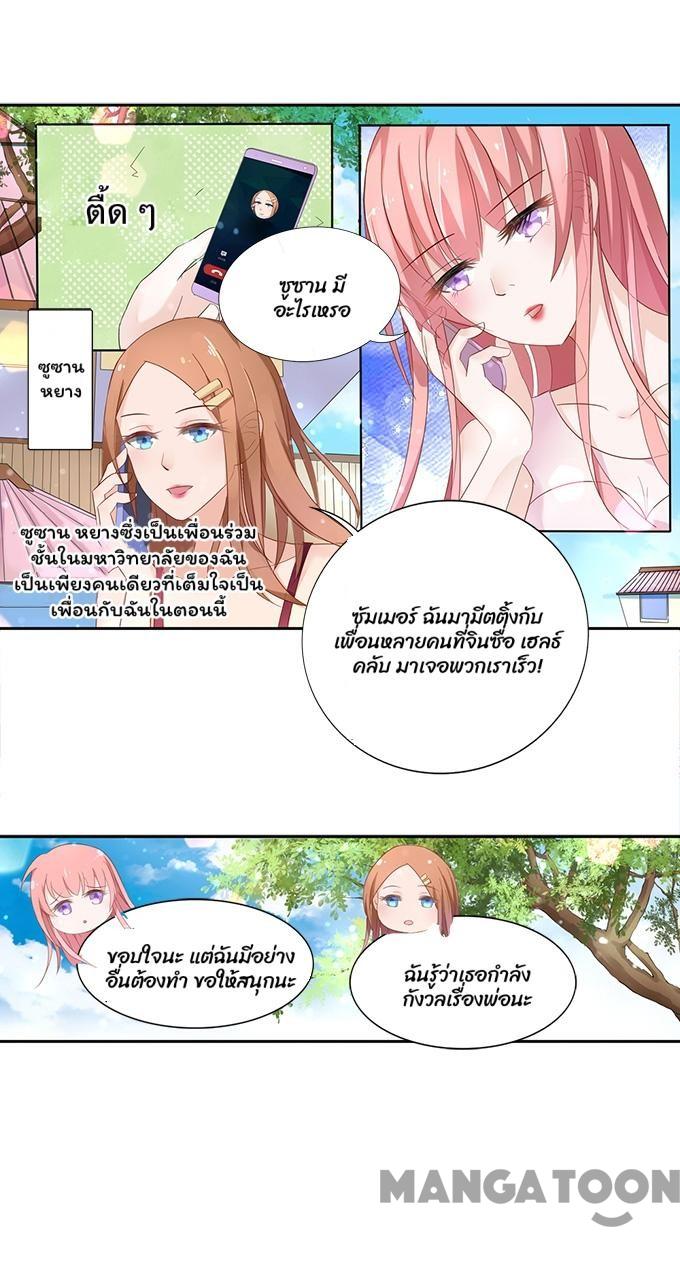 ตื้ด ๆ
ซูซาน มี
อะไรเหรอ
ซูซาน
หยาง
ซูซาน หยางซึ่งเป็นเพื่อนร่วม
ชั้นในมหาวิทยาลัยของฉัน
เป็นเพียงคนเดียวที่เต็มใจเป็น
เพื่อนกับฉันในตอนนี้
ซัมเมอร์ ฉันมามีตติ้งกับ
เพื่อนหลายคนที่จินซื่อ เฮลธ์
คลับ มาเจอพวกเราเร็ว!
ขอบใจนะ แต่ฉันมีอย่าง
อื่นต้องทำ ขอให้สนุกนะ
ฉันรู้ว่าเธอกำลัง
กังวลเรื่องพ่อนะ
MANGATOON